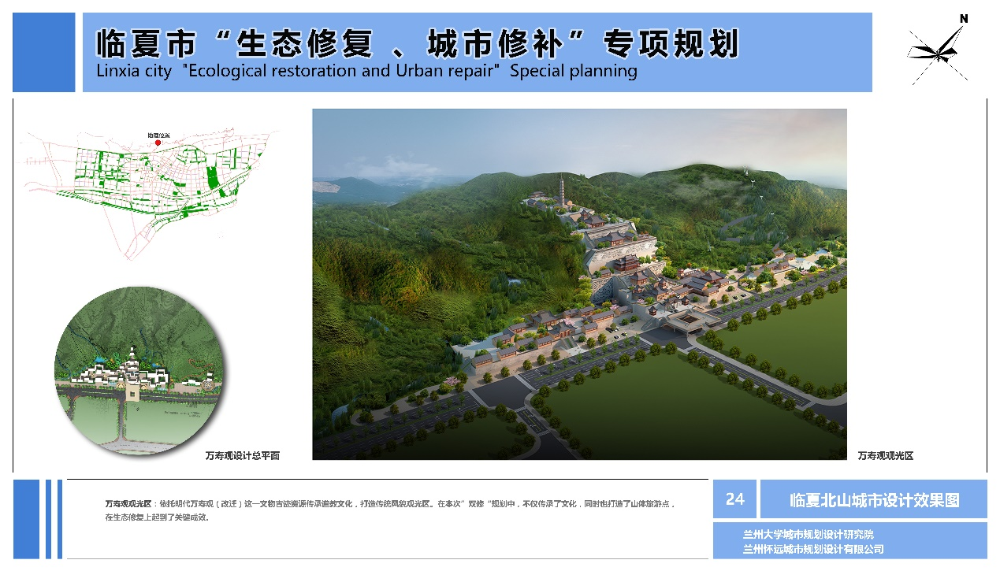 临夏市“生态修复 、城市修补”专项规划
Linxia city "Ecological restoration and Urban repair" Special planning
N
地理位置
万寿观设计总平面
万寿观观光区
万寿观观光区：依托明代万寿观（改迁）这一文物古迹资源传承道教文化，打造传统风貌观光区。在本次”双修“规划中，不仅传承了文化，同时也打造了山体旅游点，
在生态修复上起到了关键成效。
24
临夏北山城市设计效果图
兰州大学城市规划设计研究院
兰州怀远城市规划设计有限公司